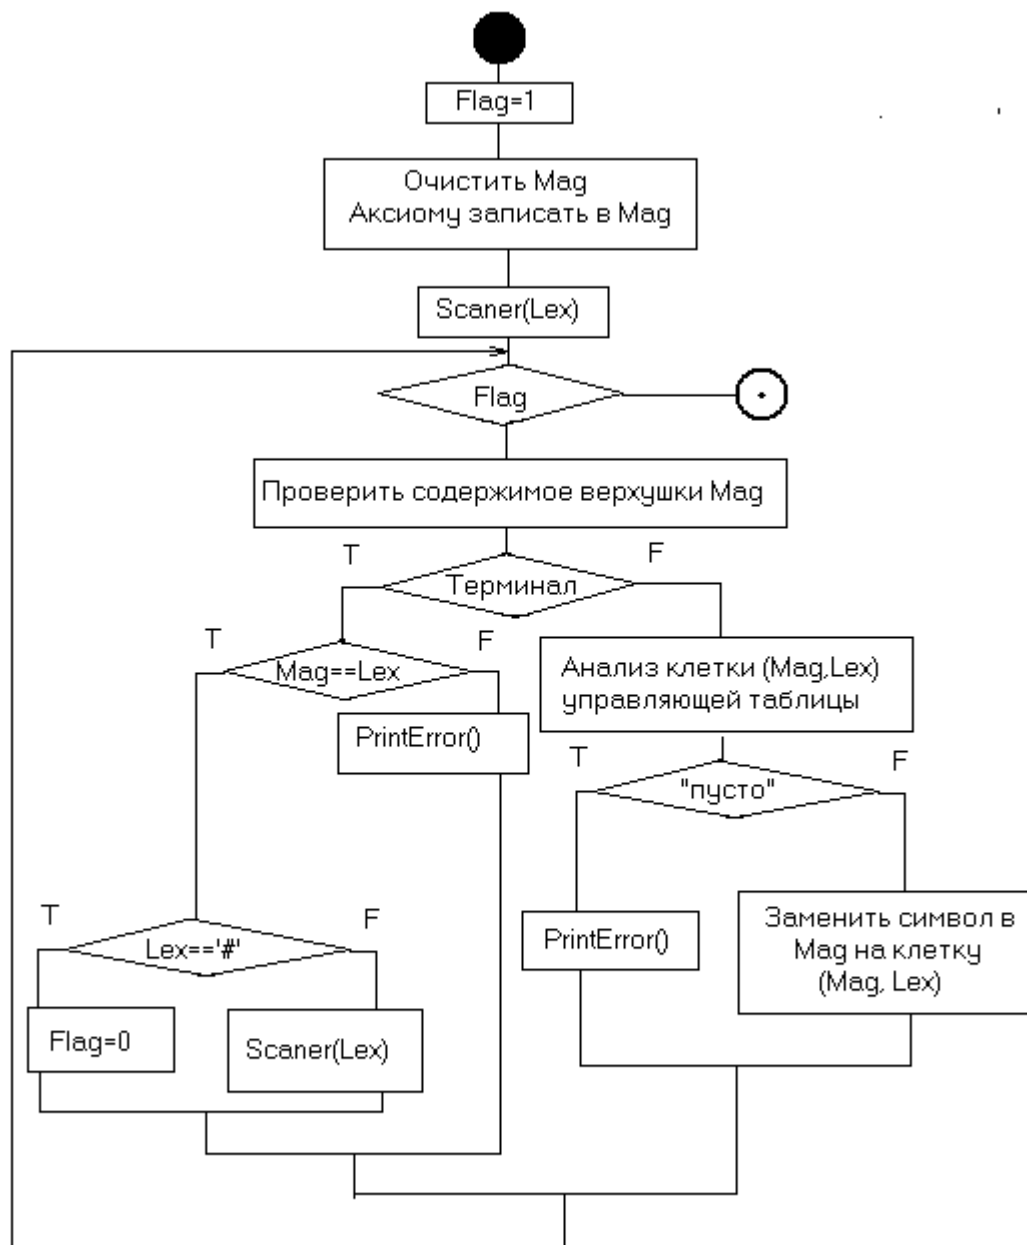 Flag=1
Очистить Mag
Аксиому записать в Mag
Scaner(Lex)
Flag
Проверить содержимое верхушки Mag
T
F
Терминал
T
F
Mag==Lex
Анализ клетки (Mag,Lex)
управляющей таблицы
PrintError()
T
F
"пусто"
T
F
Lex=='#'
PrintError()
Заменить символ в
Mag на клетку
(Mag, Lex)
Flag=0
Scaner(Lex)